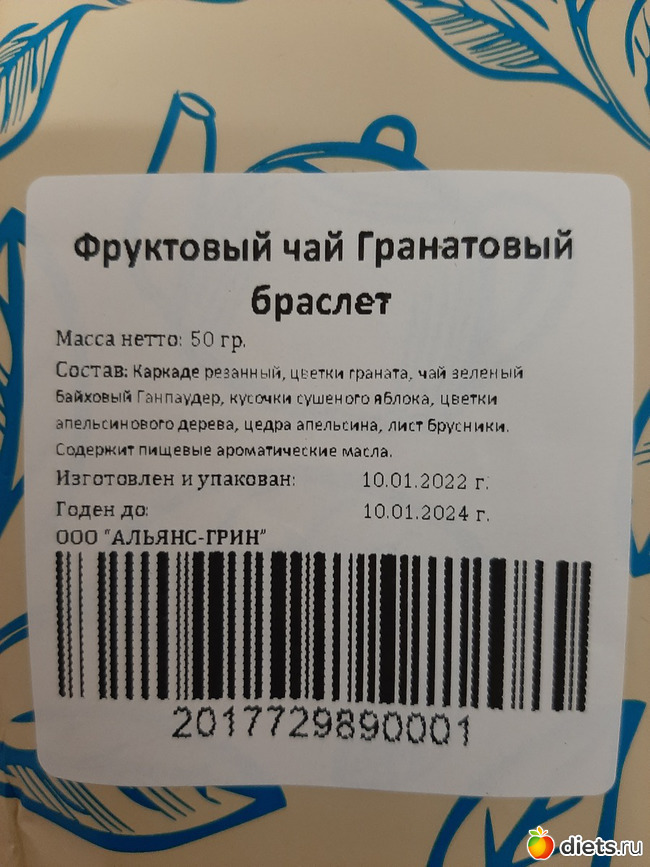 Фруктовый чай Гранатовый
браслет
Масса нетто: 50 гр.
Состав: Каркаде резанный, цветки граната, чай зеленый
байховый Ганпаудер, кусочки сушеного яблока, цветки
апельсинового дерева, цедра апельсина, лист брусники.
Содержит пищевые ароматические масла.
Изготовлен и упакован: 10.01.2022 г.
Годен до: 10.01.2024 г.
ООО "АЛЬЯНС-ГРИН"
2017729890001
diets.ru